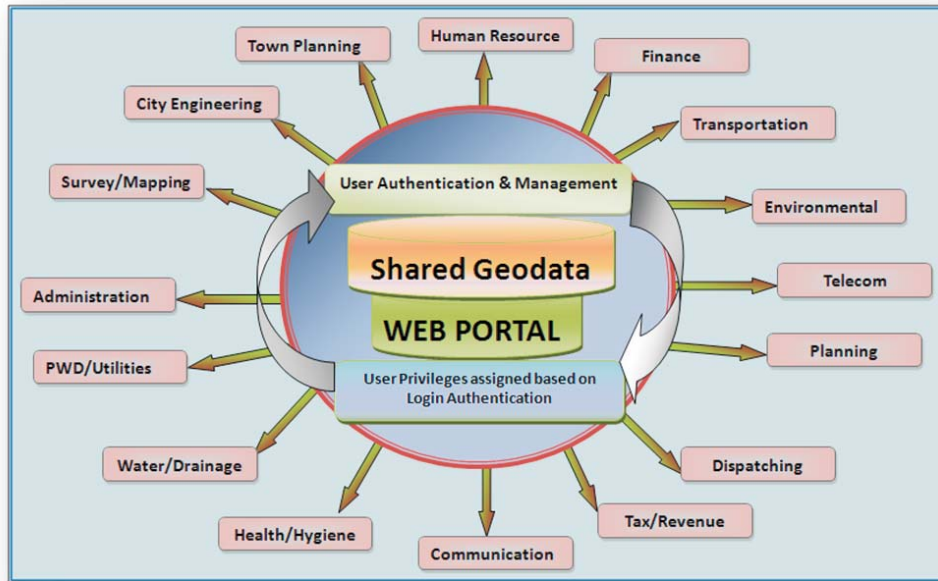 Human Resource
Town Planning
Finance
City Engineering
Transportation
User Authentication & Management
Survey/Mapping
Environmental
Shared Geodata
Telecom
Administration
WEB PORTAL
Planning
PWD/Utilities
User Privileges assigned based on
Login Authentication
Water/Drainage
Dispatching
Tax/Revenue
Health/Hygiene
Communication